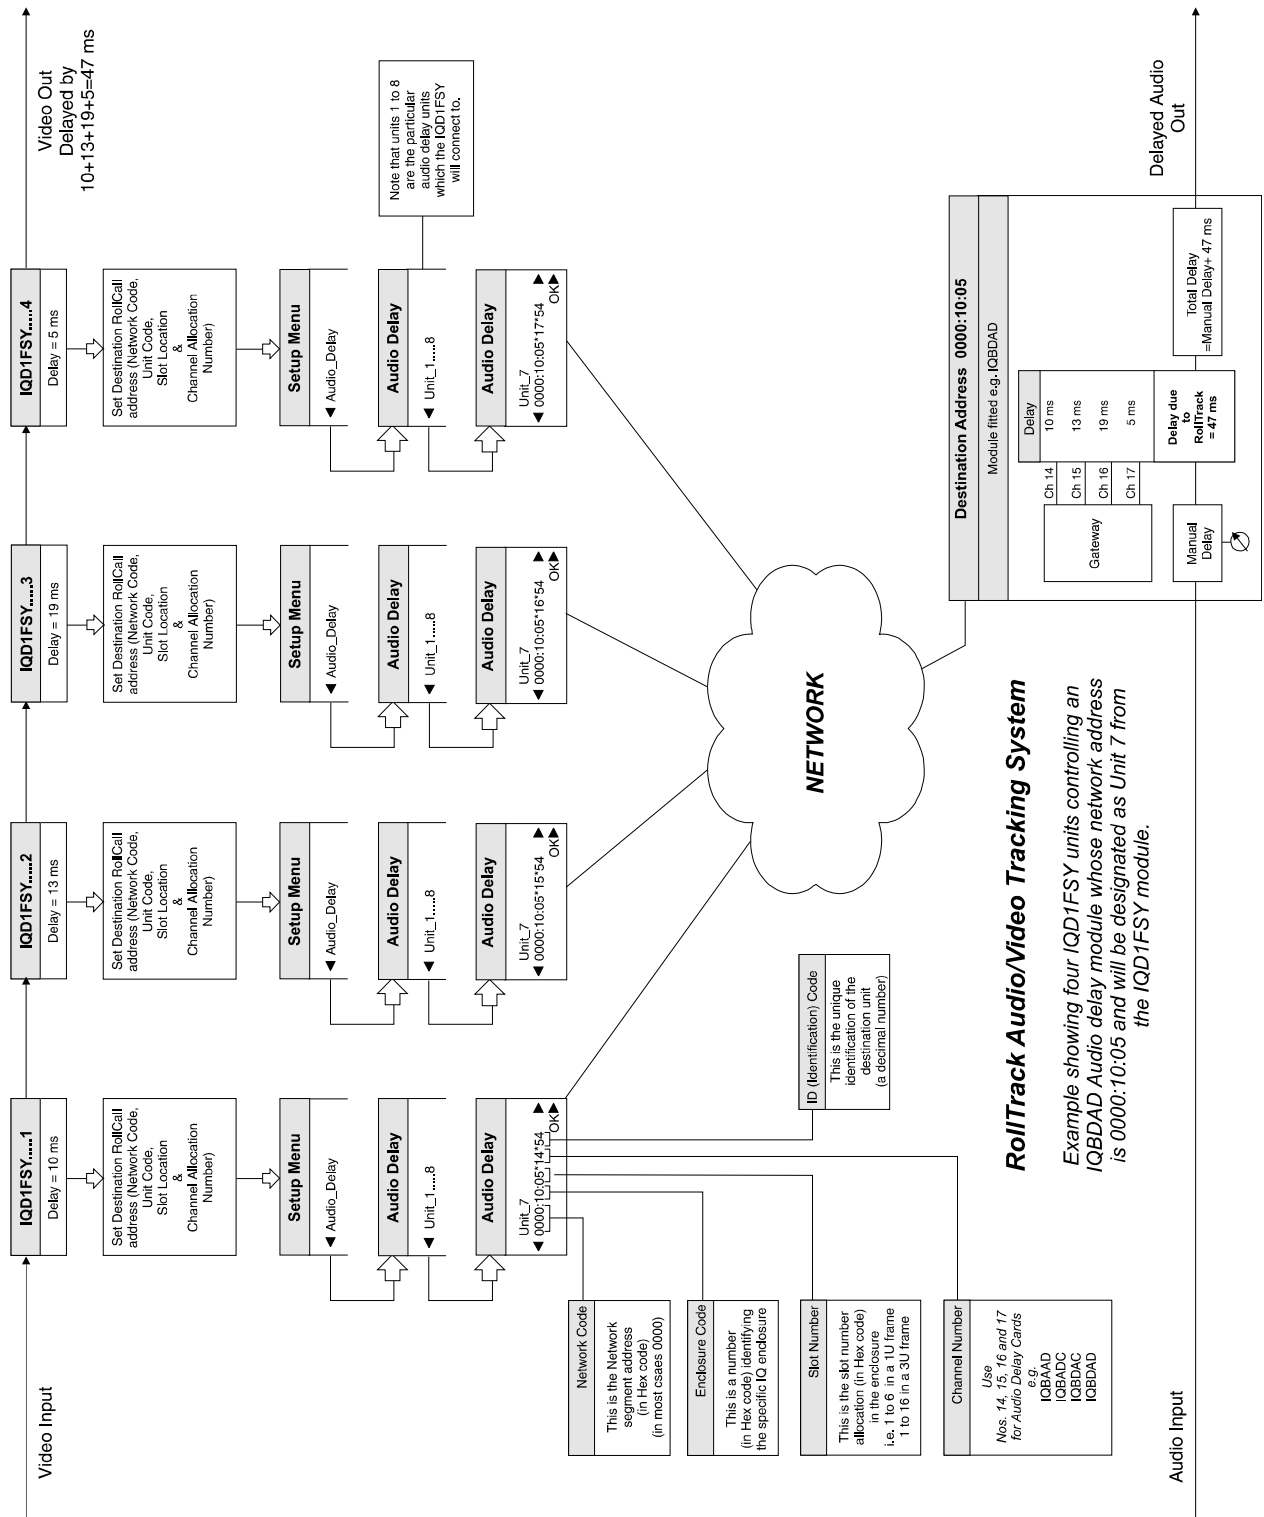 Video Input
IQD1FSY.....1
Delay = 10 ms
Set Destination RollCall
address (Network Code,
Unit Code,
Slot Location
&
Channel Allocation
Number)
Setup Menu
◄ Audio_Delay
Audio Delay
◄ Unit_1.....8
Audio Delay
Unit_7
◄ 0000:10:05*14*54 ►
OK►
IQD1FSY.....2
Delay = 13 ms
Set Destination RollCall
address (Network Code,
Unit Code,
Slot Location
&
Channel Allocation
Number)
Setup Menu
◄ Audio_Delay
Audio Delay
◄ Unit_1.....8
Audio Delay
Unit_7
◄ 0000:10:05*15*54 ►
OK►
IQD1FSY.....3
Delay = 19 ms
Set Destination RollCall
address (Network Code,
Unit Code,
Slot Location
&
Channel Allocation
Number)
Setup Menu
◄ Audio_Delay
Audio Delay
◄ Unit_1.....8
Audio Delay
Unit_7
◄ 0000:10:05*16*54 ►
OK►
IQD1FSY.....4
Delay = 5 ms
Set Destination RollCall
address (Network Code,
Unit Code,
Slot Location
&
Channel Allocation
Number)
Setup Menu
◄ Audio_Delay
Audio Delay
◄ Unit_1.....8
Audio Delay
Unit_7
◄ 0000:10:05*17*54 ►
OK►
Video Out
Delayed by
10+13+19+5=47 ms
Note that units 1 to 8
are the particular
audio delay units
which the IQD1FSY
will connect to.
Network Code
This is the Network
segment address
(in Hex code)
(in most csaes 0000)
Enclosure Code
This is a number
(in Hex code) identifying
the specific IQ enclosure
Slot Number
This is the slot number
allocation (in Hex code)
in the enclosure
i.e. 1 to 6 in a 1U frame
1 to 16 in a 3U frame
Channel Number
Use
Nos. 14, 15, 16 and 17
for Audio Delay Cards
e.g.
IQBAAD
IQBADC
IQBDAC
IQBDAD
ID (Identification) Code
This is the unique
identification of the
destination unit
(a decimal number)
NETWORK
RollTrack Audio/Video Tracking System
Example showing four IQD1FSY units controlling an
IQBDAD Audio delay module whose network address
is 0000:10:05 and will be designated as Unit 7 from
the IQD1FSY module.
Destination Address 0000:10:05
Module fitted e.g. IQBDAD
Delay
Gateway
Ch 14
10 ms
Ch 15
13 ms
Ch 16
19 ms
Ch 17
5 ms
Manual
Delay
Delay due
to
RollTrack
= 47 ms
Total Delay
=Manual Delay+ 47 ms
Audio Input
Delayed Audio
Out